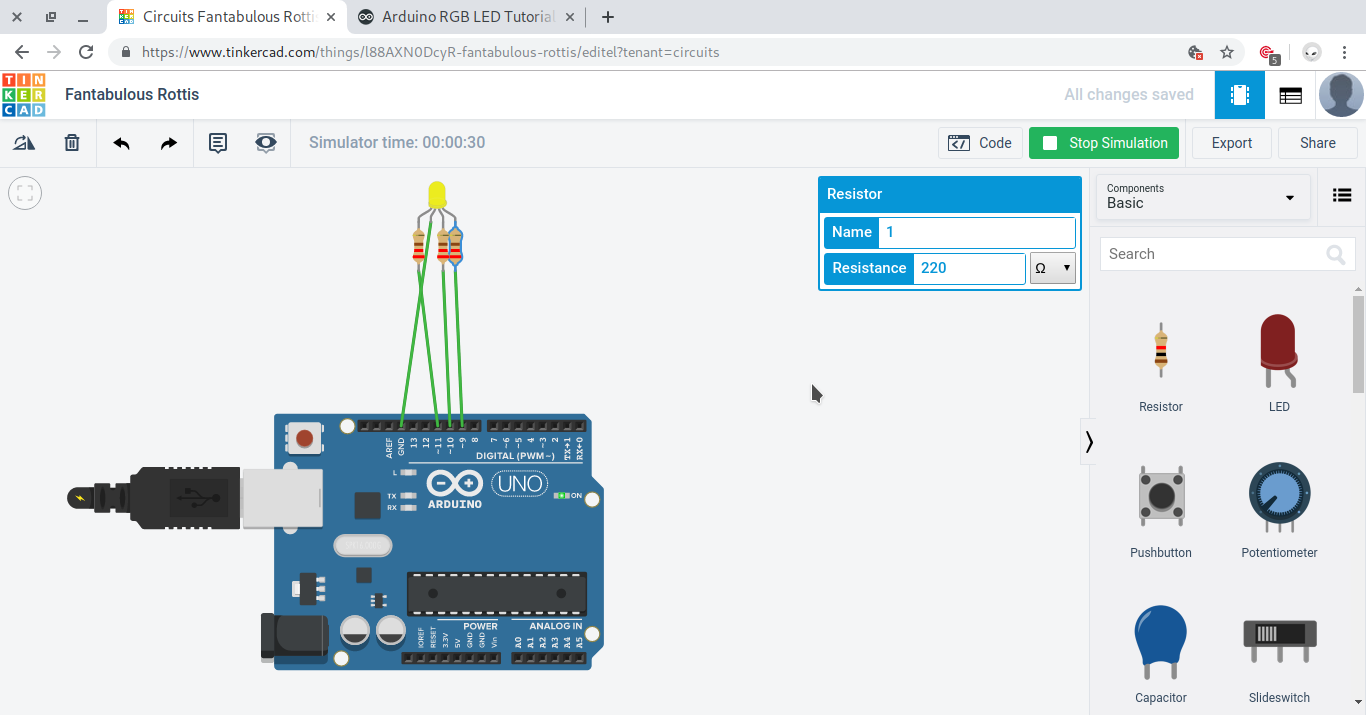 Circuits Fantabulous Rotti
Arduino RGB LED Tutorial
https://www.tinkercad.com/things/l88AXN0DcyR-fantabulous-rottis/editel?tenant=circuits
5
TIN
KER
CAD
Fantabulous Rottis
All changes saved
Simulator time: 00:00:30
Code
Stop Simulation
Export
Share
Resistor
Name 1
Resistance 220 Ω
Components
Basic
Search
Resistor
LED
Pushbutton
Potentiometer
Capacitor
Slideswitch
AREF
GND
13
12
~11
~10
~9
8
7
~6
~5
4
~3
2
TX→1
RX←0
DIGITAL (PWM~)
L
TX
RX
ARDUINO
UNO
ON
POWER
ANALOG IN
IOREF
RESET
3.3V
5V
GND
GND
Vin
A0
A1
A2
A3
A4
A5